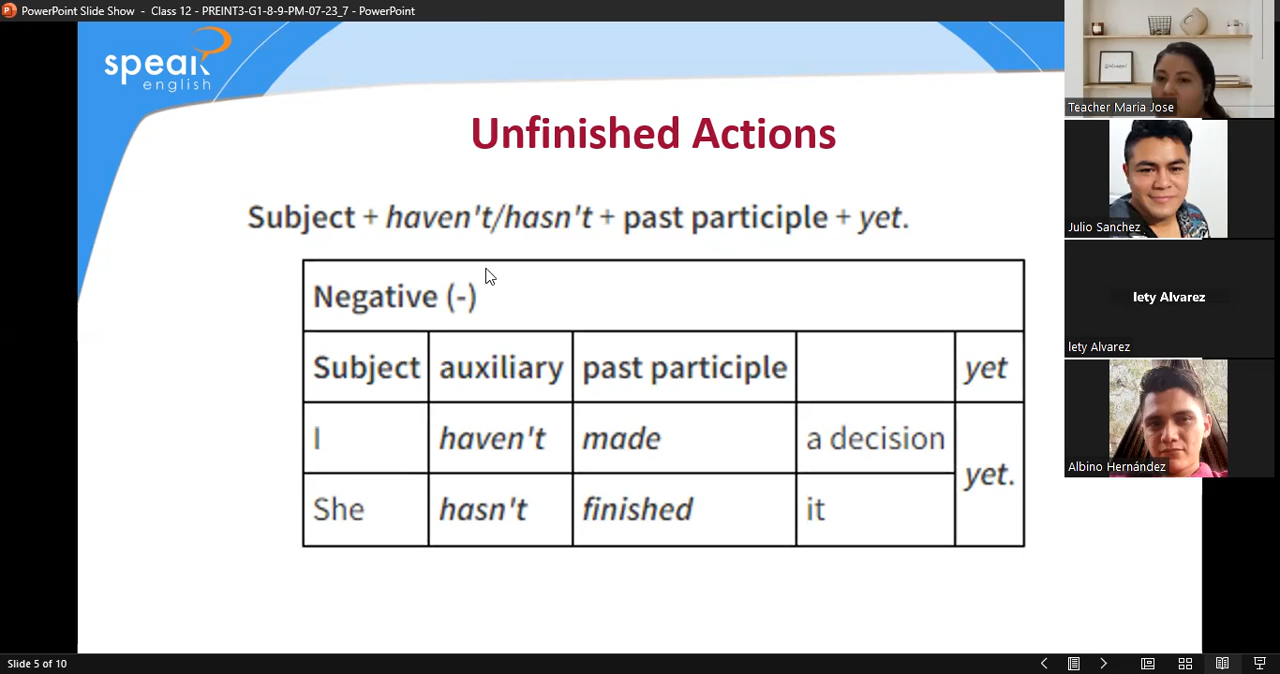 PowerPoint Slide Show - Class 12 - PREINT3-G1-8-9-PM-07-23_7 - PowerPoint
speak
english
Unfinished Actions
Subject + haven't/hasn't + past participle + yet.
Negative (-)
Subject auxiliary past participle yet
I haven't made a decision
yet.
She hasn't finished it
Teacher María Jose
Julio Sanchez
lety Alvarez
lety Alvarez
Albino Hernández
Slide 5 of 10